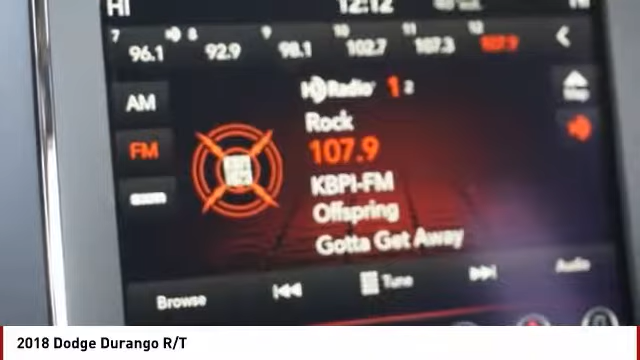 HI 12:12
7 8 9 10 11 12
96.1 92.9 98.1 102.7 107.3 107.9
AM
HD Radio 1 2
Map
Rock
FM
107.9
KBPI-FM
Offspring
Gotta Get Away
Browse Tune Audio
2018 Dodge Durango R/T